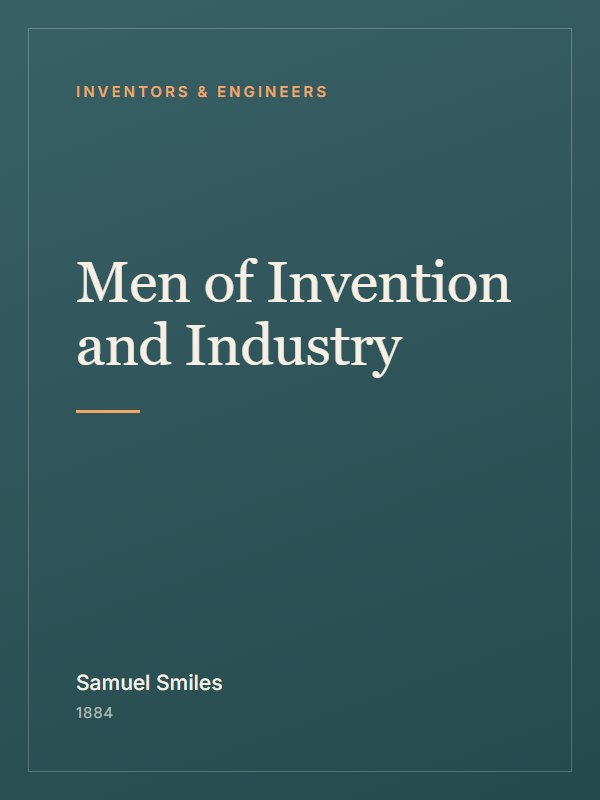 INVENTORS & ENGINEERS
Men of Invention
and Industry
Samuel Smiles
1884